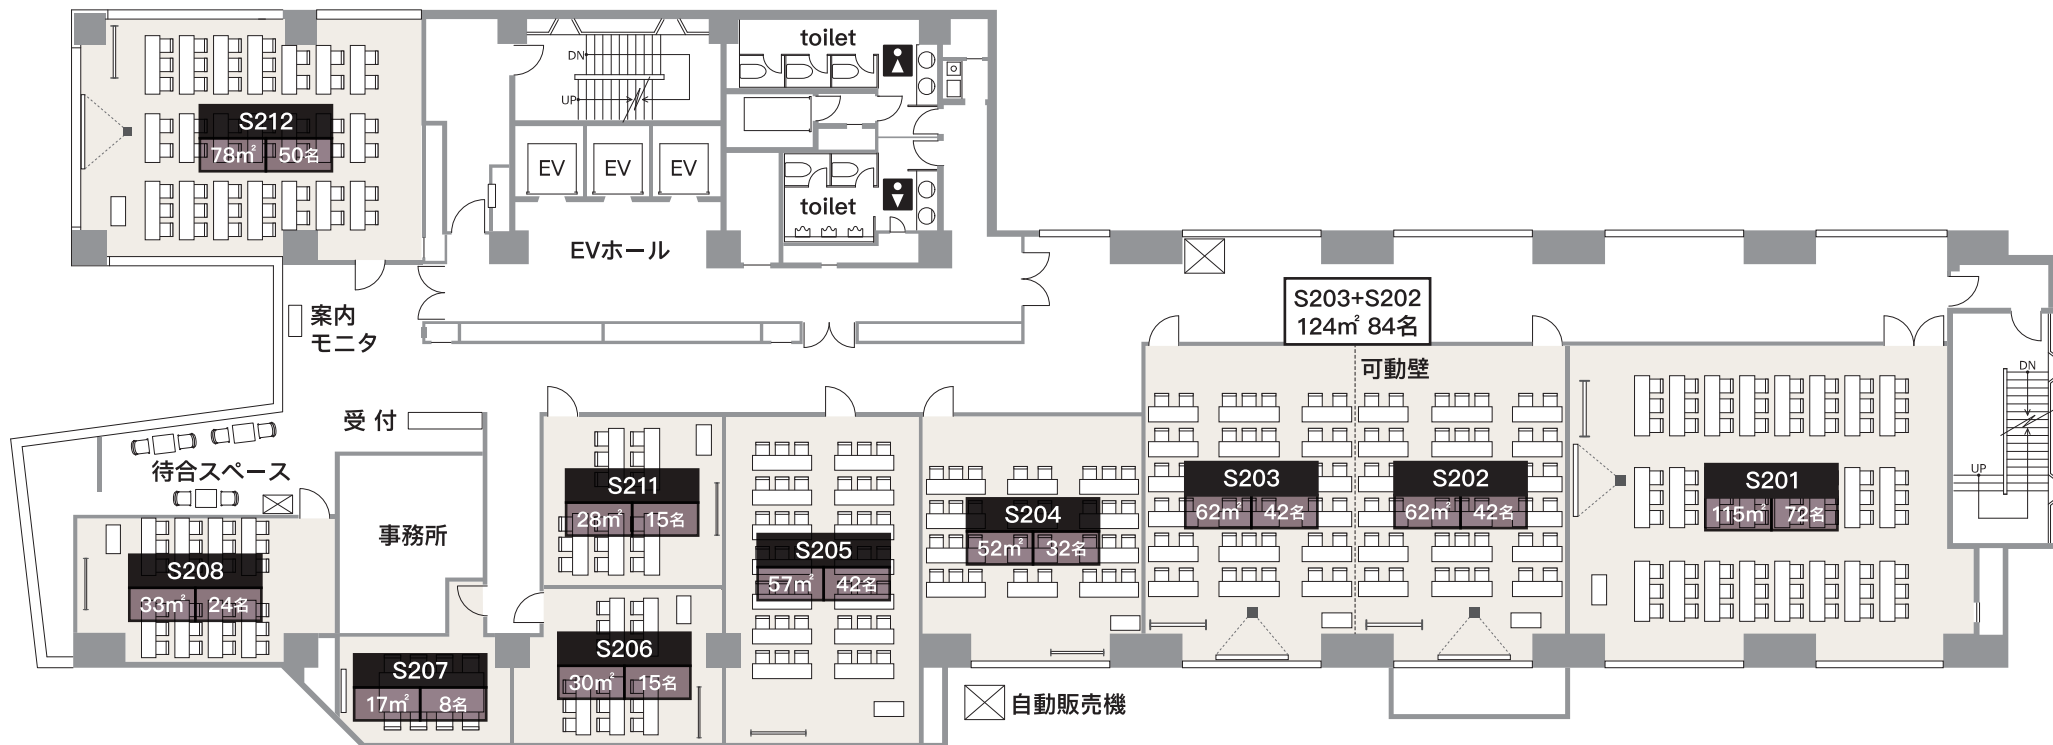 toilet
DN
UP
S212
78㎡ 50名
EV
EV
EV
toilet
EVホール
案内
モニタ
S203+S202
124㎡ 84名
可動壁
DN
UP
受 付
待合スペース
事務所
S211
28㎡ 15名
S205
57㎡ 42名
S204
52㎡ 32名
S203
62㎡ 42名
S202
62㎡ 42名
S201
115㎡ 72名
S208
33㎡ 24名
S207
17㎡ 8名
S206
30㎡ 15名
自動販売機